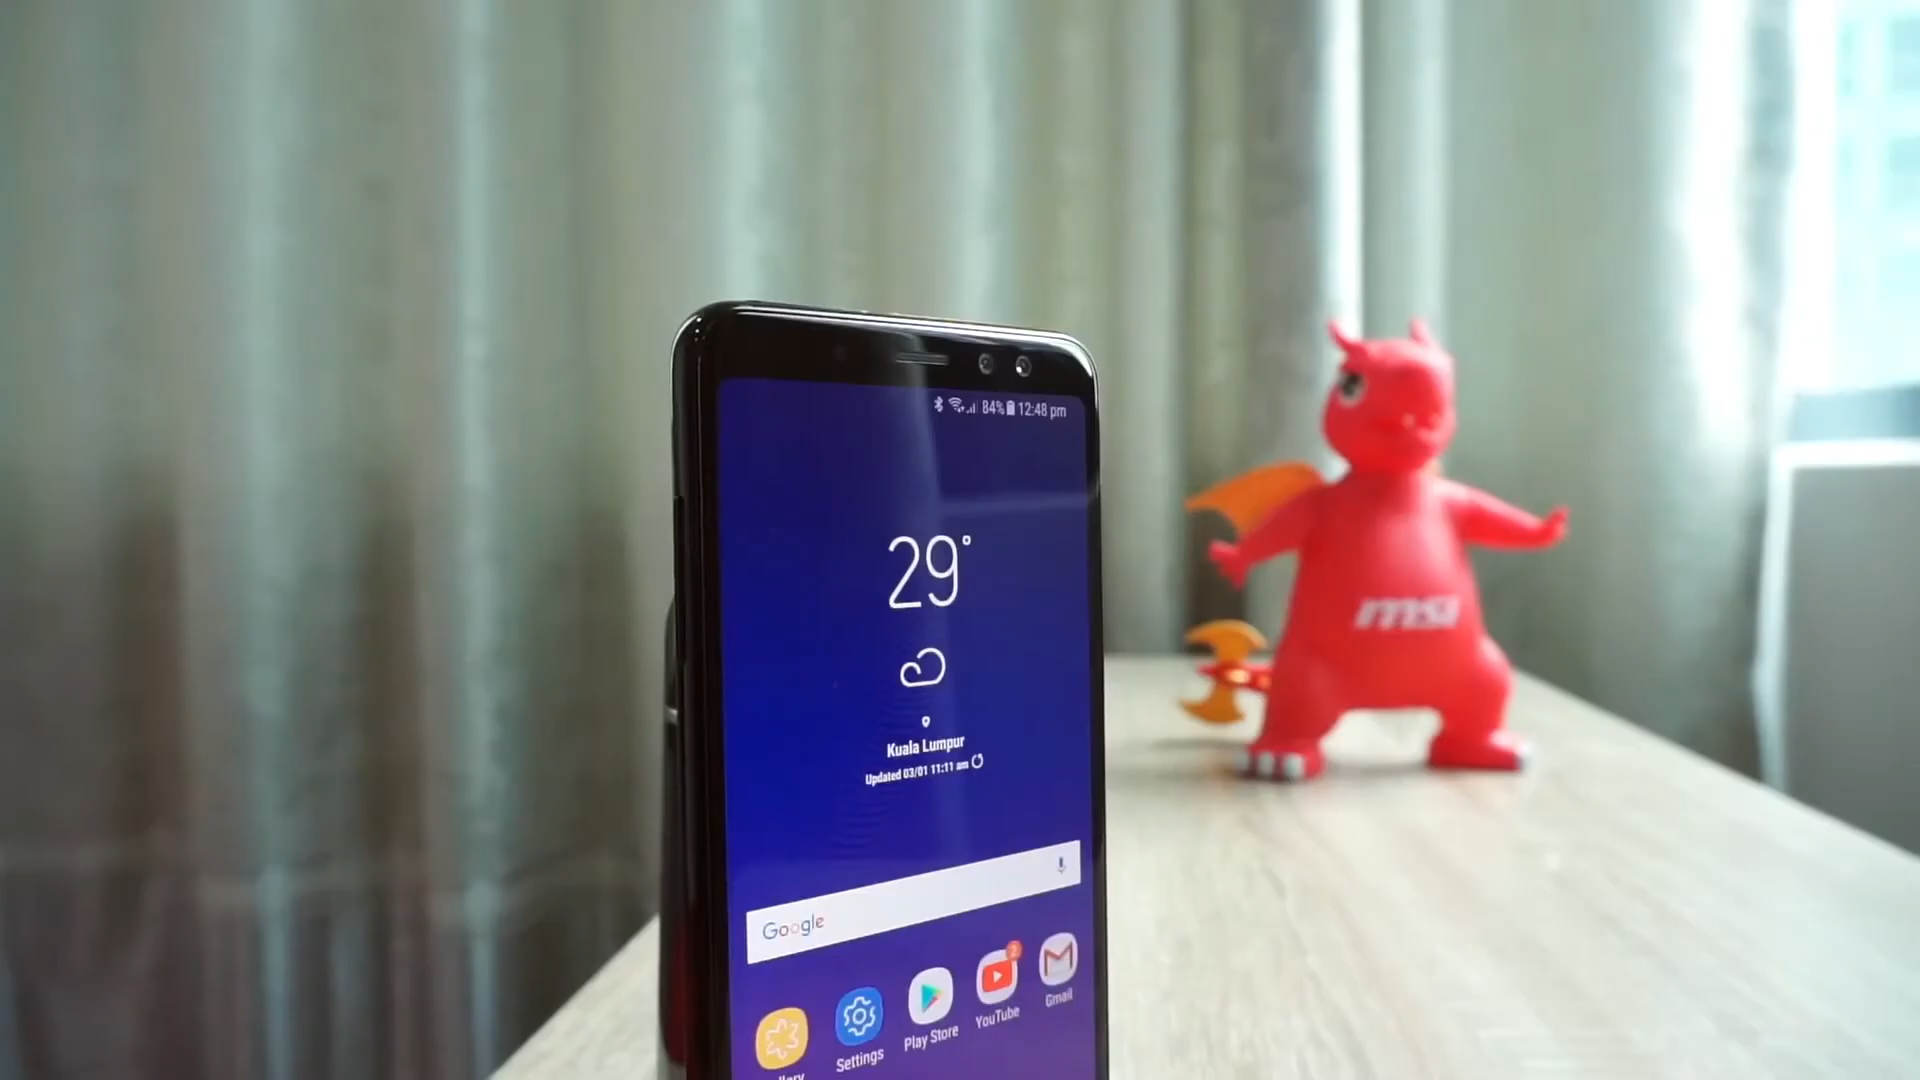 84% 12:48 pm
29°
msi
Kuala Lumpur
Updated 03/01 11:11 am
Google
2
Gmail
YouTube
Play Store
Settings